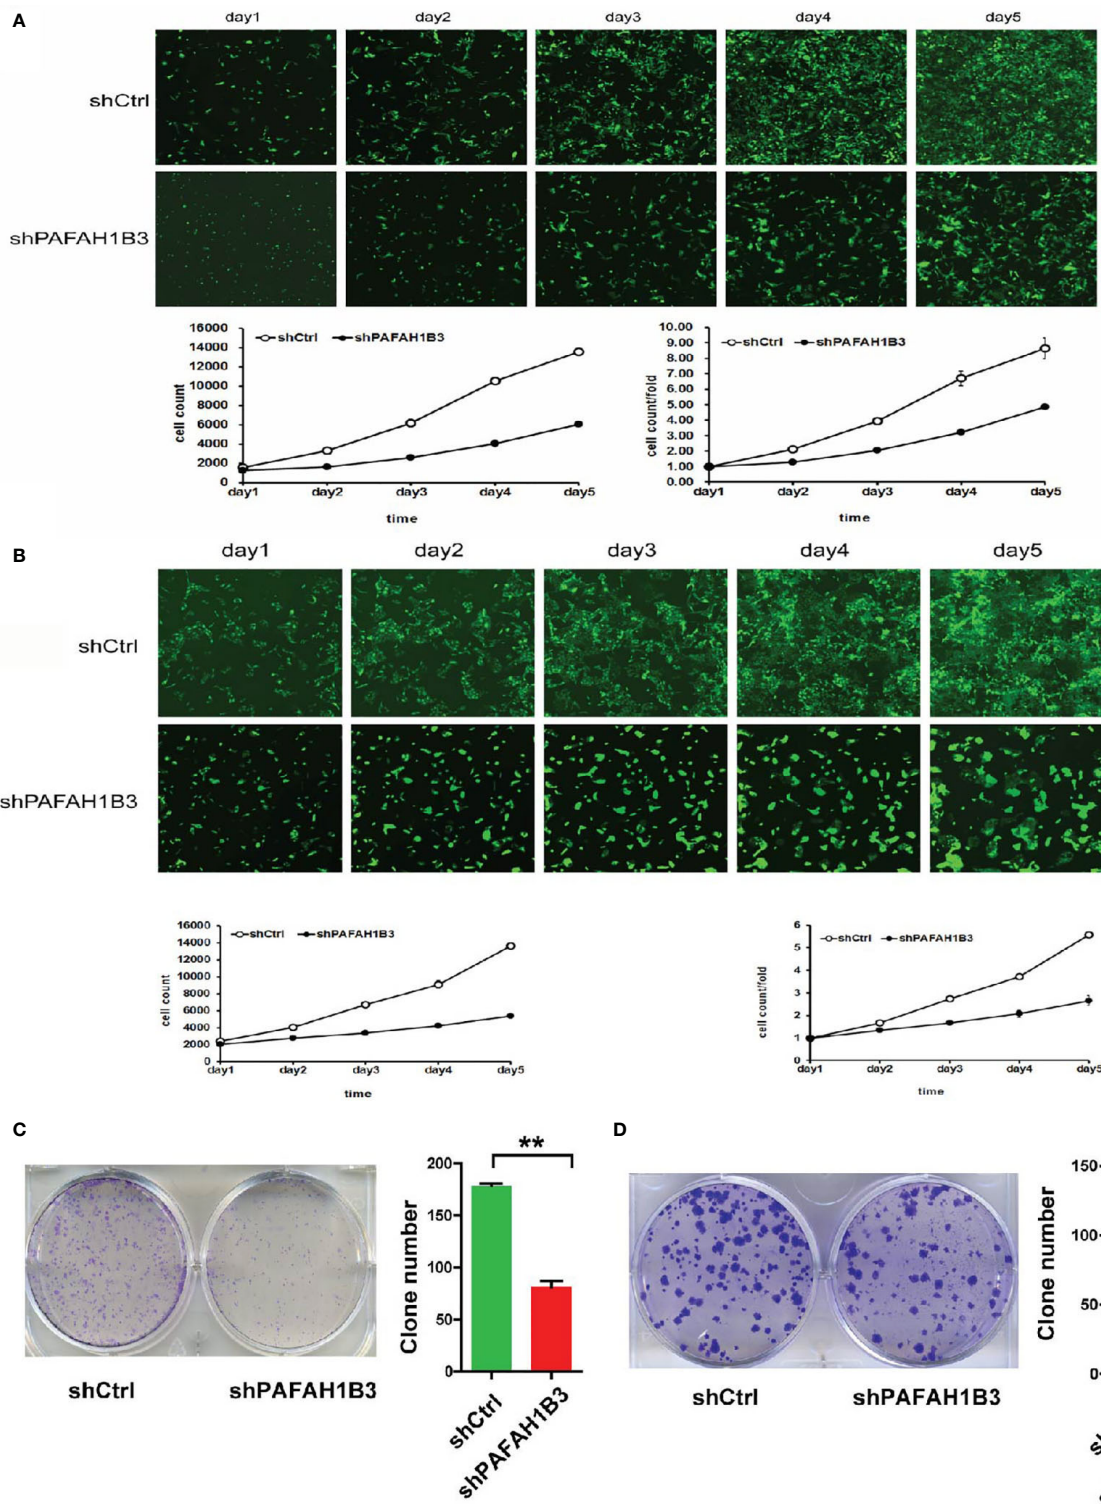 A
day1 day2 day3 day4 day5
shCtrl
shPAFAH1B3
16000
14000
12000
10000
8000
6000
4000
2000
0
cell count
shCtrl shPAFAH1B3
day1 day2 day3 day4 day5
time
10.00
9.00
8.00
7.00
6.00
5.00
4.00
3.00
2.00
1.00
0.00
cell count/fold
shCtrl shPAFAH1B3
day1 day2 day3 day4 day5
time
B
day1 day2 day3 day4 day5
shCtrl
shPAFAH1B3
16000
14000
12000
10000
8000
6000
4000
2000
0
cell count
shCtrl shPAFAH1B3
day1 day2 day3 day4 day5
time
6
5
4
3
2
1
0
cell count/fold
shCtrl shPAFAH1B3
day1 day2 day3 day4 day5
time
C
shCtrl shPAFAH1B3
**
200
150
100
50
0
Clone number
shCtrl
shPAFAH1B3
D
shCtrl shPAFAH1B3
150
100
50
0
Clone number